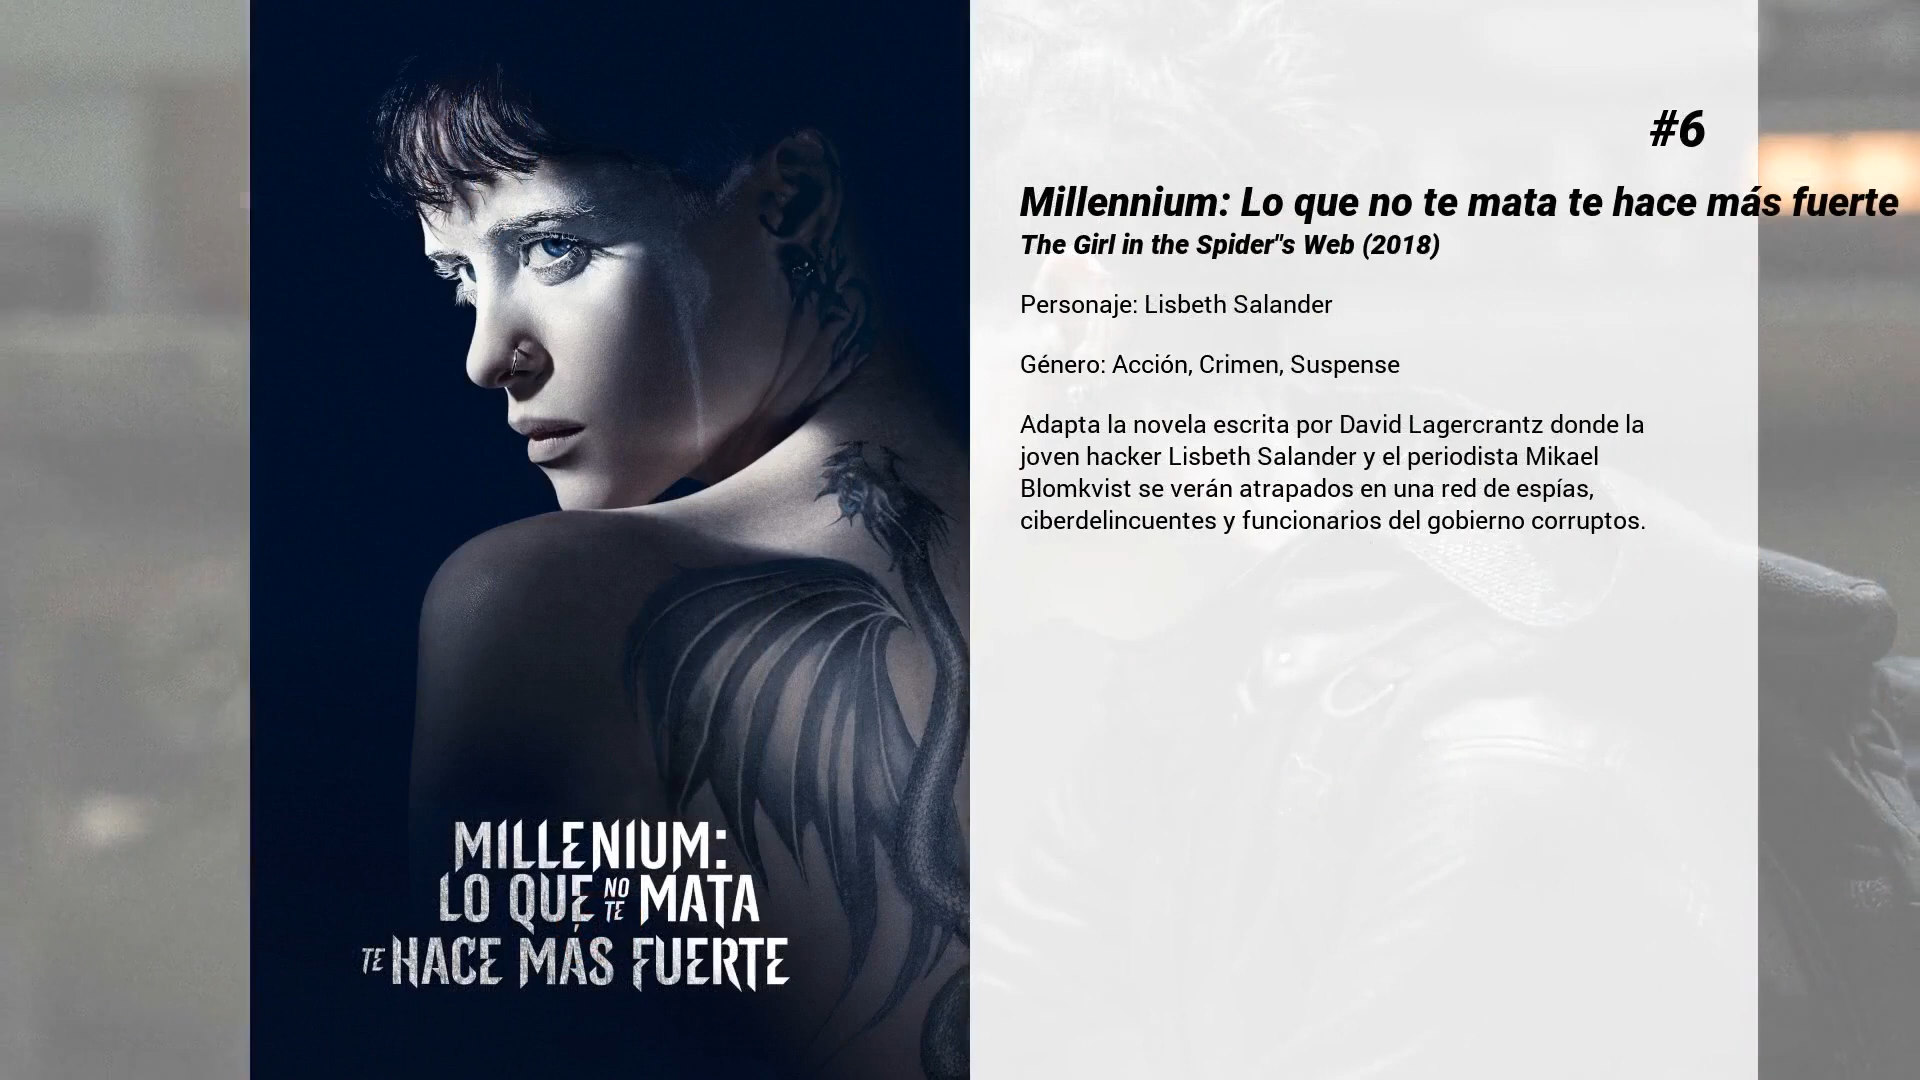 MILLENIUM:
LO QUE NO TE MATA
TE HACE MÁS FUERTE
#6
Millennium: Lo que no te mata te hace más fuerte
The Girl in the Spider"s Web (2018)
Personaje: Lisbeth Salander
Género: Acción, Crimen, Suspense
Adapta la novela escrita por David Lagercrantz donde la
joven hacker Lisbeth Salander y el periodista Mikael
Blomkvist se verán atrapados en una red de espías,
ciberdelincuentes y funcionarios del gobierno corruptos.